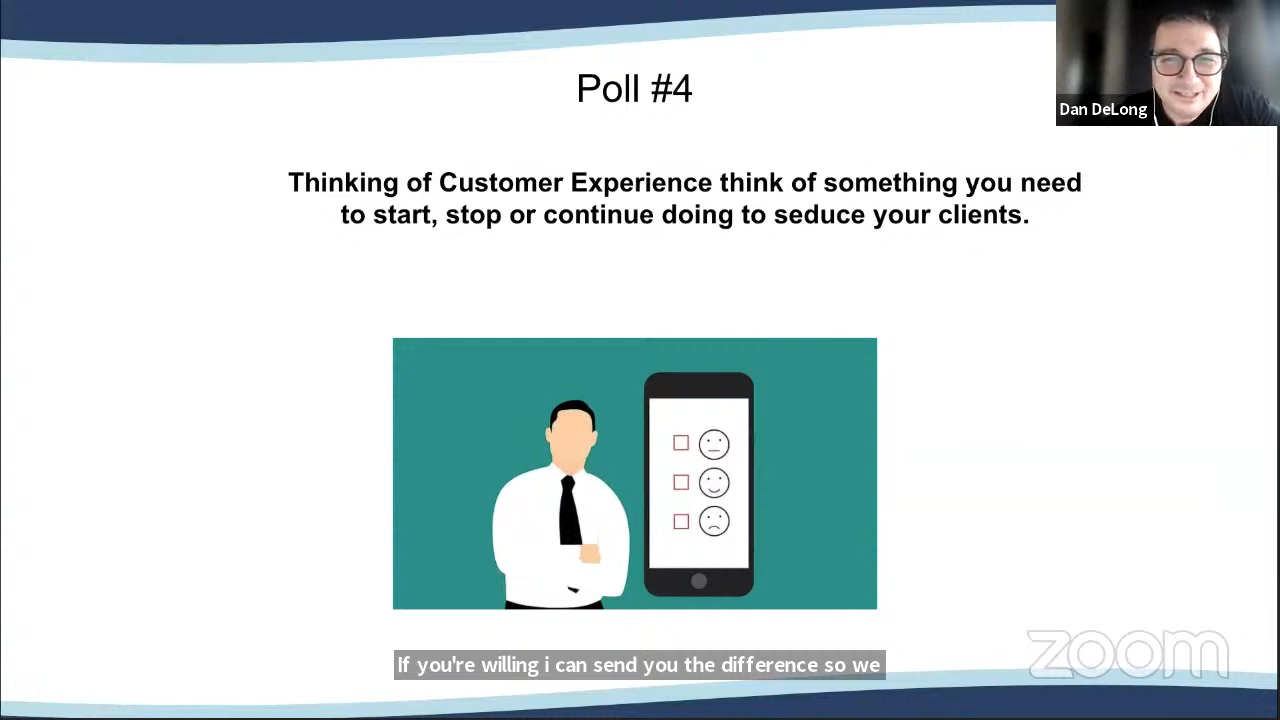 Poll #4
Dan DeLong
Thinking of Customer Experience think of something you need
to start, stop or continue doing to seduce your clients.
If you're willing i can send you the difference so we
zoom